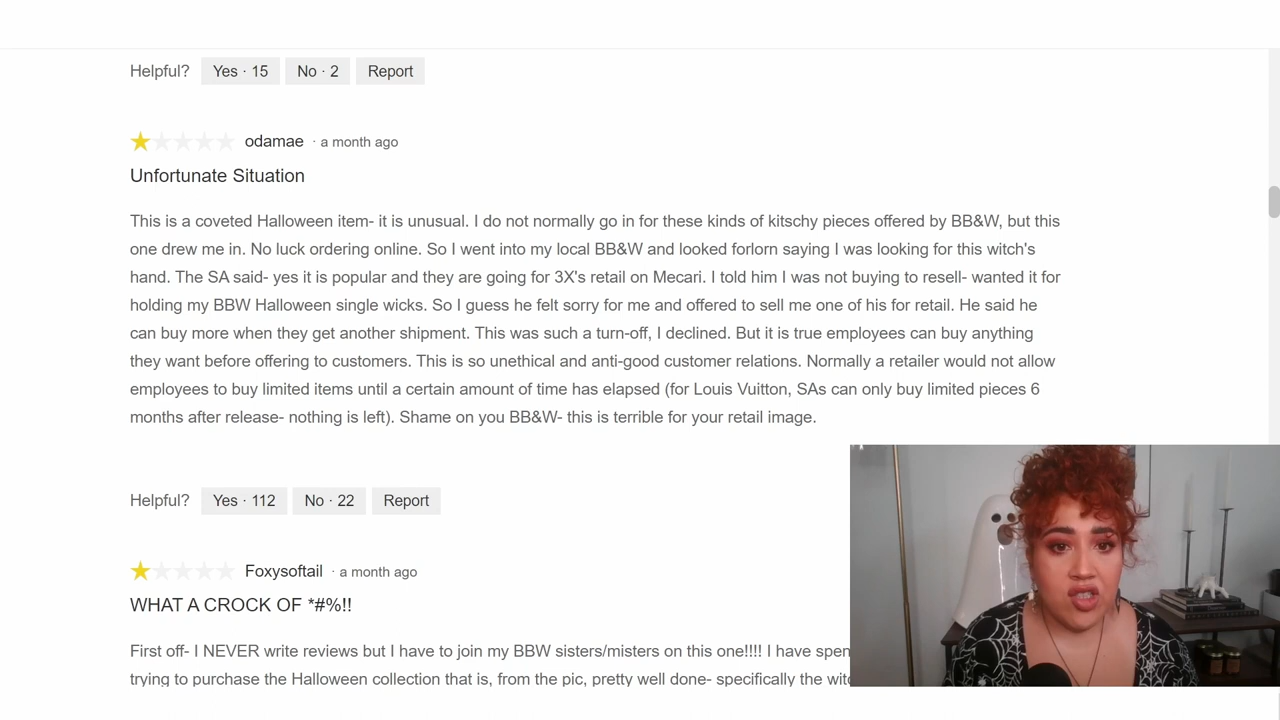 Helpful? Yes · 15 No · 2 Report
odamae · a month ago
Unfortunate Situation
This is a coveted Halloween item- it is unusual. I do not normally go in for these kinds of kitschy pieces offered by BB&W, but this
one drew me in. No luck ordering online. So I went into my local BB&W and looked forlorn saying I was looking for this witch's
hand. The SA said- yes it is popular and they are going for 3X's retail on Mecari. I told him I was not buying to resell- wanted it for
holding my BBW Halloween single wicks. So I guess he felt sorry for me and offered to sell me one of his for retail. He said he
can buy more when they get another shipment. This was such a turn-off, I declined. But it is true employees can buy anything
they want before offering to customers. This is so unethical and anti-good customer relations. Normally a retailer would not allow
employees to buy limited items until a certain amount of time has elapsed (for Louis Vuitton, SAs can only buy limited pieces 6
months after release- nothing is left). Shame on you BB&W- this is terrible for your retail image.
Helpful? Yes · 112 No · 22 Report
Foxysoftail · a month ago
WHAT A CROCK OF *#%!!
First off- I NEVER write reviews but I have to join my BBW sisters/misters on this one!!!! I have spen
trying to purchase the Halloween collection that is, from the pic, pretty well done- specifically the